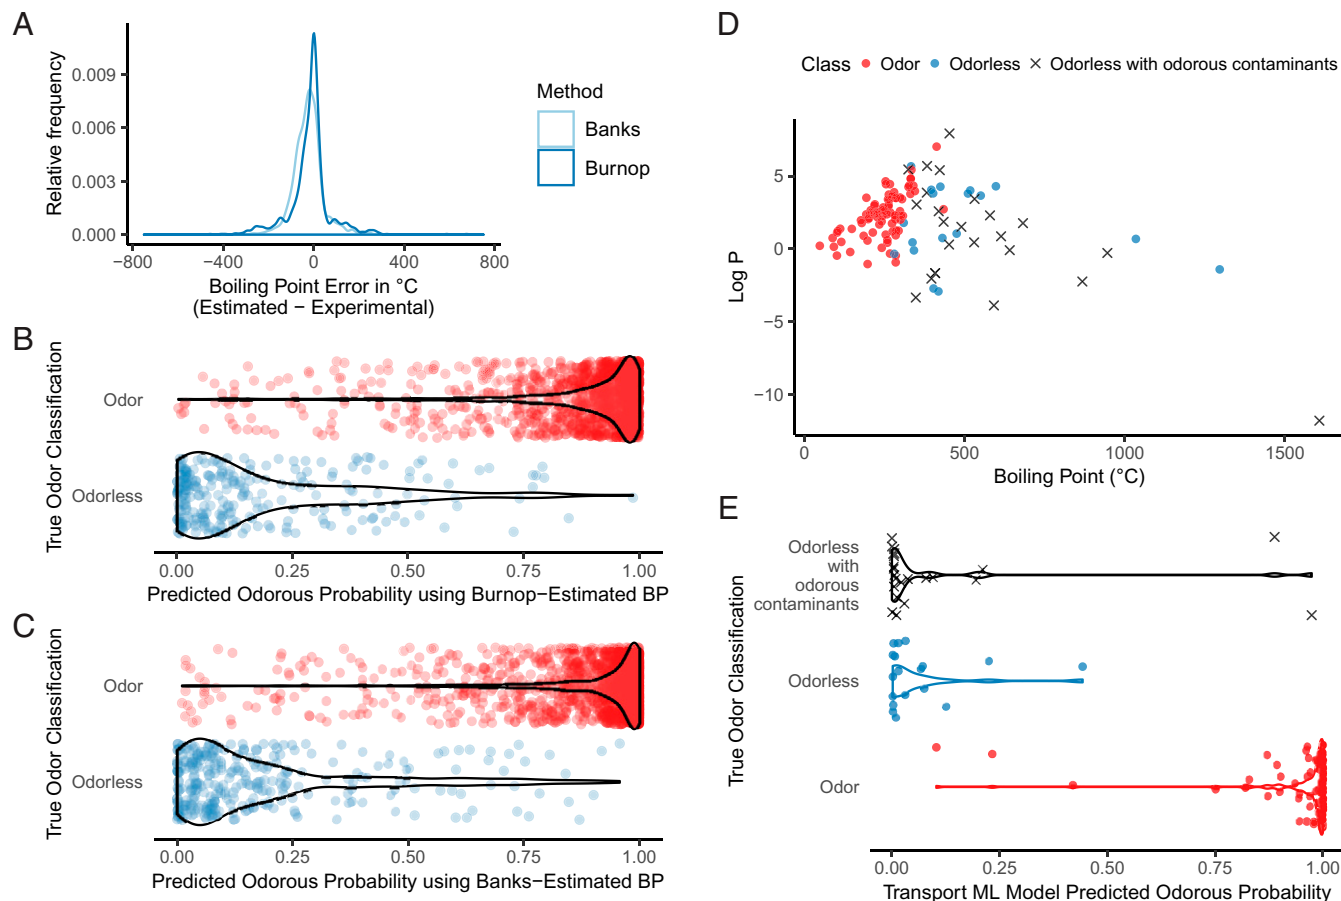 A
Relative frequency
0.009
0.006
0.003
0.000
−800
−400
0
400
800
Boiling Point Error in °C
(Estimated − Experimental)
Method
Banks
Burnop
B
True Odor Classification
Odor
Odorless
0.00
0.25
0.50
0.75
1.00
Predicted Odorous Probability using Burnop−Estimated BP
C
True Odor Classification
Odor
Odorless
0.00
0.25
0.50
0.75
1.00
Predicted Odorous Probability using Banks−Estimated BP
D
Class Odor Odorless Odorless with odorous contaminants
Log P
5
0
−5
−10
0
500
1000
1500
Boiling Point (°C)
E
True Odor Classification
Odorless
with
odorous
contaminants
Odorless
Odor
0.00
0.25
0.50
0.75
1.00
Transport ML Model Predicted Odorous Probability